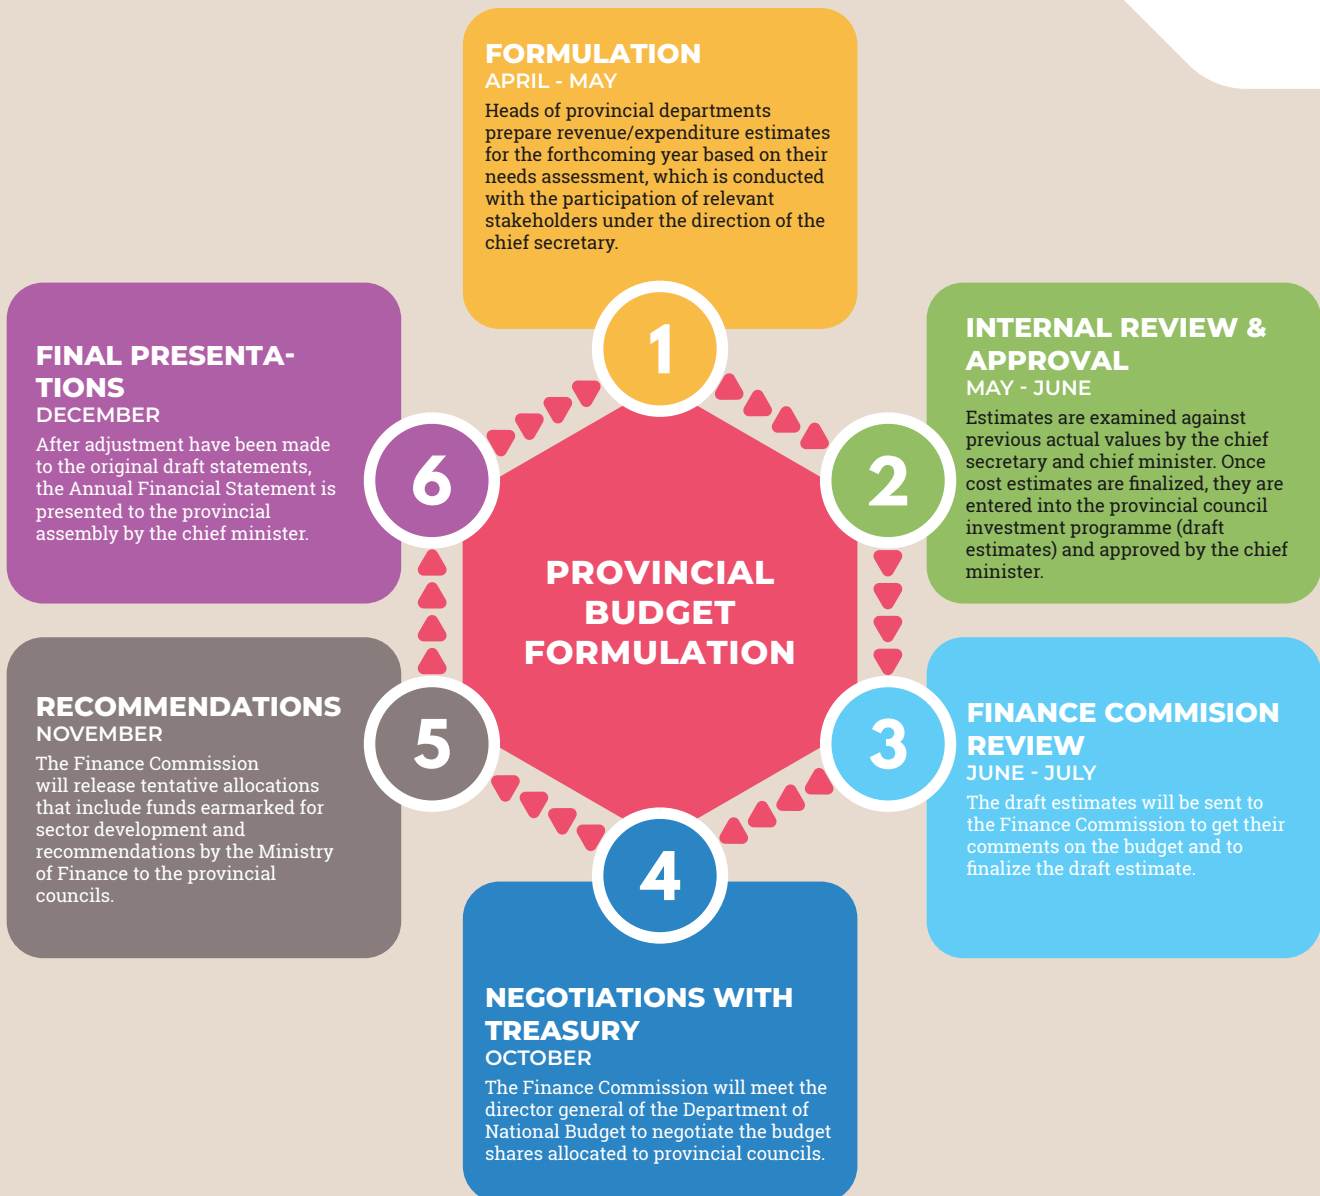 FORMULATION
APRIL - MAY
Heads of provincial departments
prepare revenue/expenditure estimates
for the forthcoming year based on their
needs assessment, which is conducted
with the participation of relevant
stakeholders under the direction of the
chief secretary.
1
INTERNAL REVIEW &
APPROVAL
MAY - JUNE
Estimates are examined against
previous actual values by the chief
secretary and chief minister. Once
cost estimates are finalized, they are
entered into the provincial council
investment programme (draft
estimates) and approved by the chief
minister.
2
FINANCE COMMISION
REVIEW
JUNE - JULY
The draft estimates will be sent to
the Finance Commission to get their
comments on the budget and to
finalize the draft estimate.
3
4
NEGOTIATIONS WITH
TREASURY
OCTOBER
The Finance Commission will meet the
director general of the Department of
National Budget to negotiate the budget
shares allocated to provincial councils.
RECOMMENDATIONS
NOVEMBER
The Finance Commission
will release tentative allocations
that include funds earmarked for
sector development and
recommendations by the Ministry
of Finance to the provincial
councils.
5
FINAL PRESENTA-
TIONS
DECEMBER
After adjustment have been made
to the original draft statements,
the Annual Financial Statement is
presented to the provincial
assembly by the chief minister.
6
PROVINCIAL
BUDGET
FORMULATION